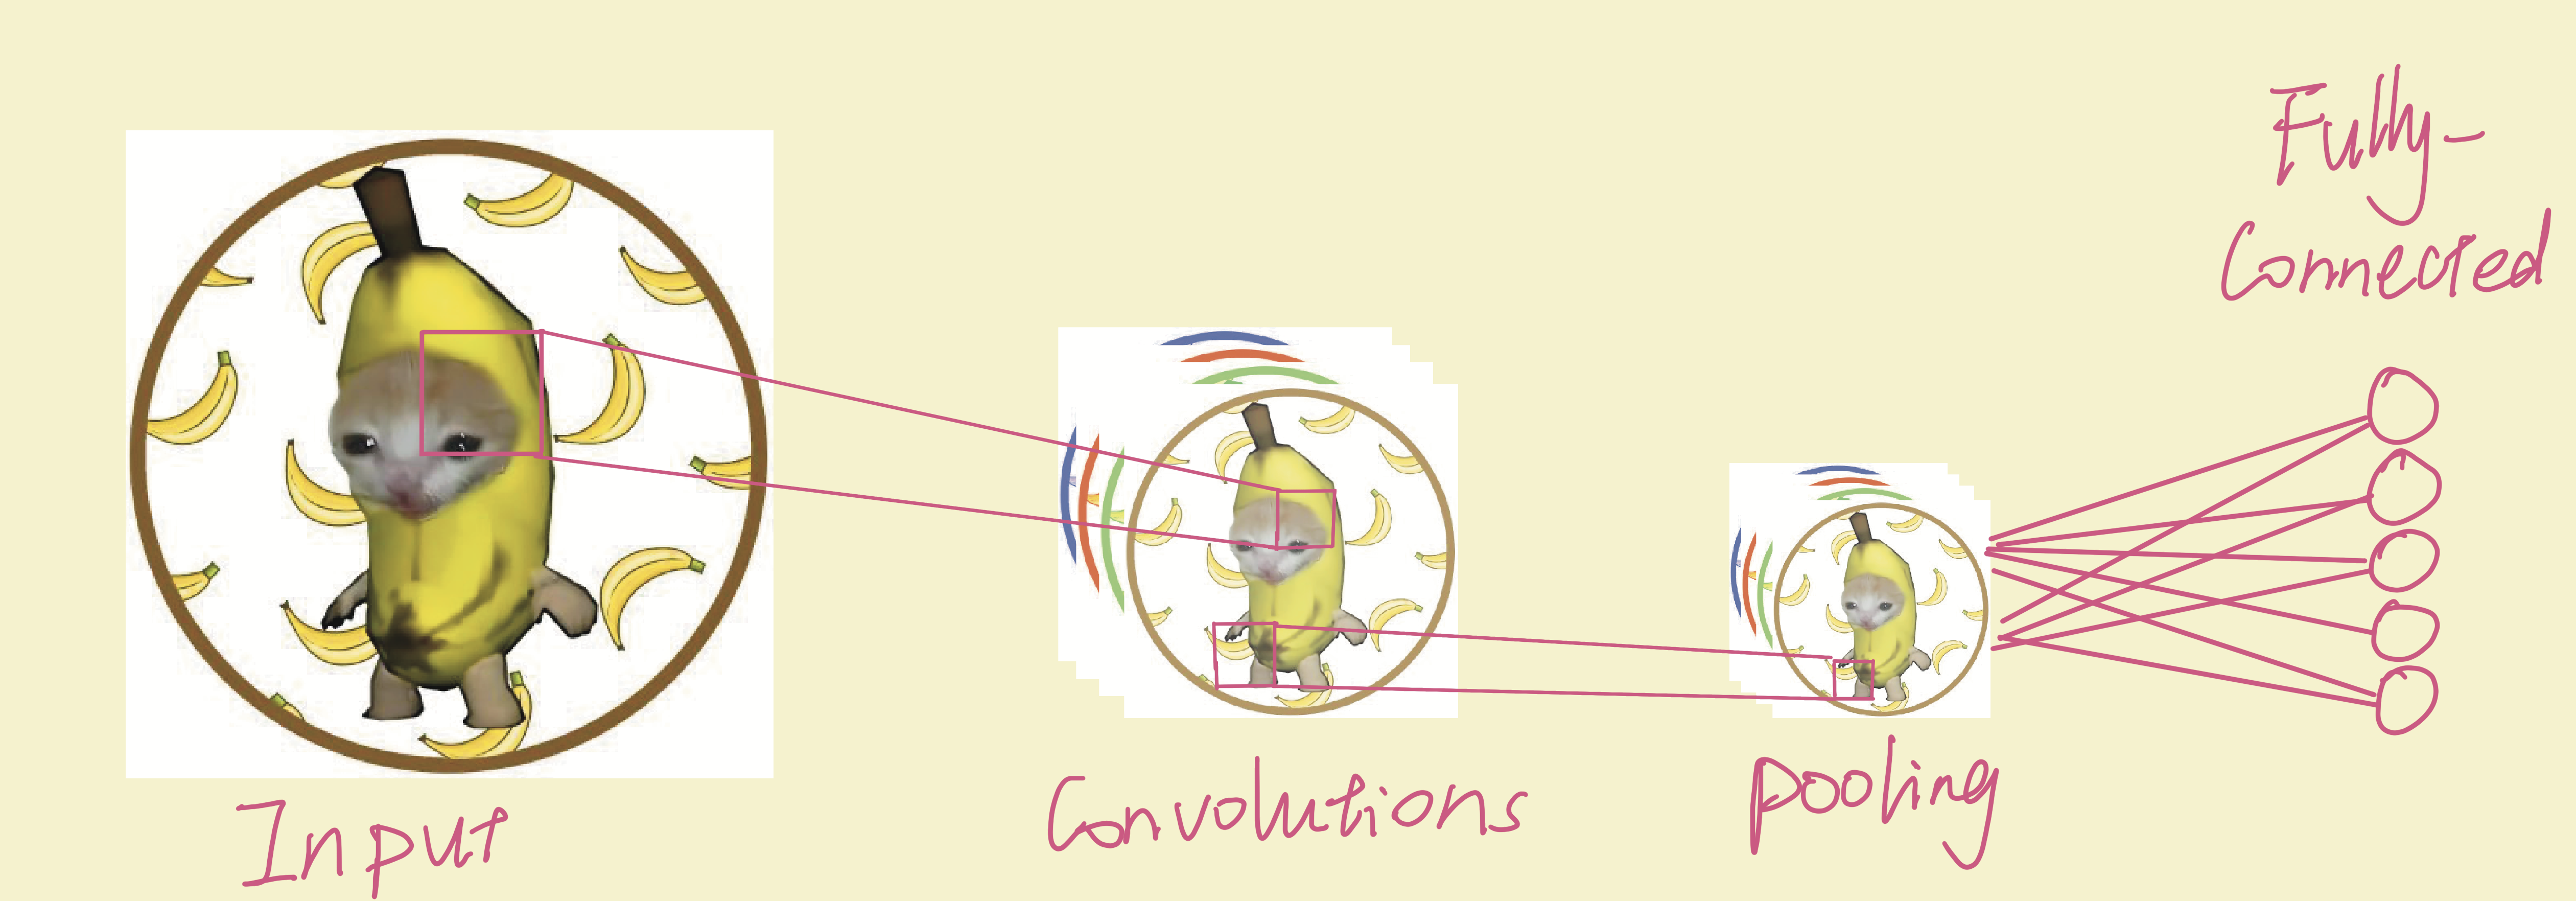 Input
Convolutions
pooling
Fully-
Connected